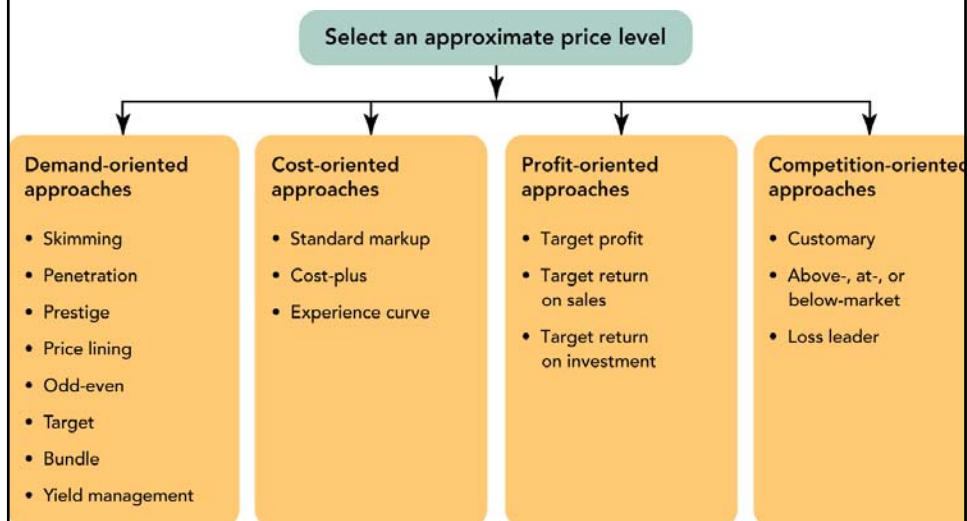 Select an approximate price level
Demand-oriented
approaches
• Skimming
• Penetration
• Prestige
• Price lining
• Odd-even
• Target
• Bundle
• Yield management
Cost-oriented
approaches
• Standard markup
• Cost-plus
• Experience curve
Profit-oriented
approaches
• Target profit
• Target return
on sales
• Target return
on investment
Competition-oriented
approaches
• Customary
• Above-, at-, or
below-market
• Loss leader